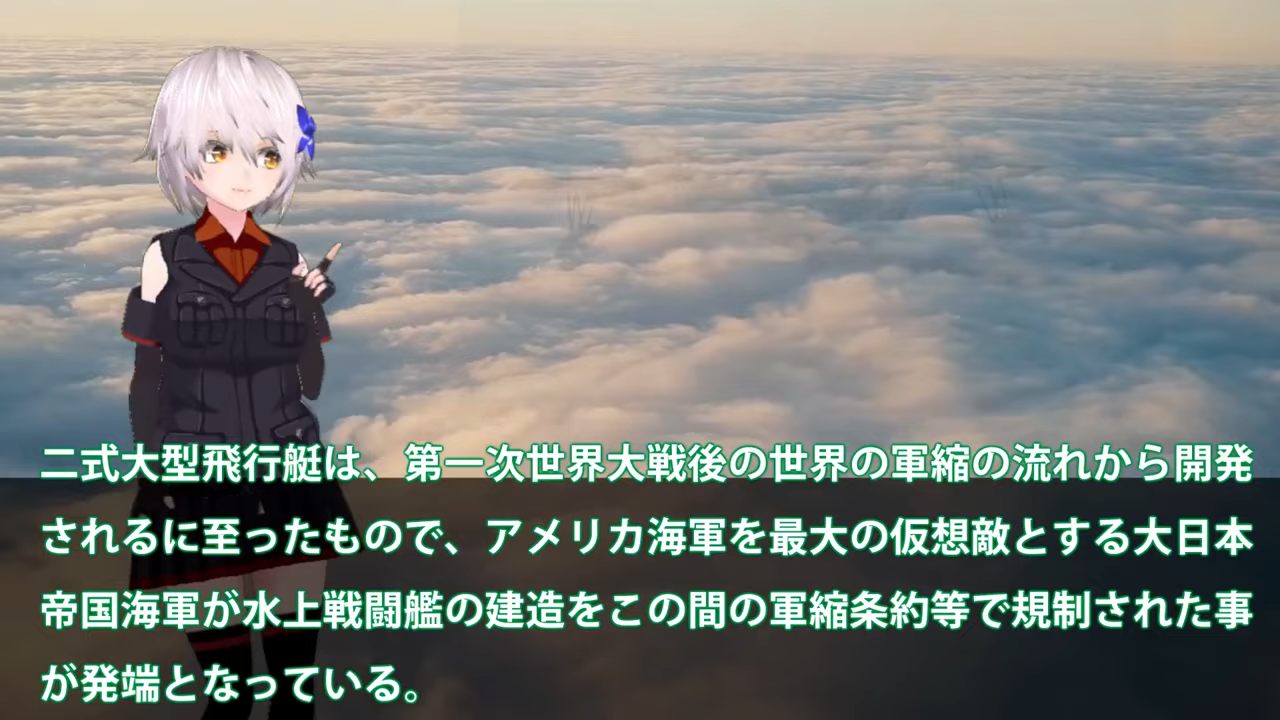 二式大型飛行艇は、第一次世界大戦後の世界の軍縮の流れから開発
されるに至ったもので、アメリカ海軍を最大の仮想敵とする大日本
帝国海軍が水上戦闘艦の建造をこの間の軍縮条約等で規制された事
が発端となっている。